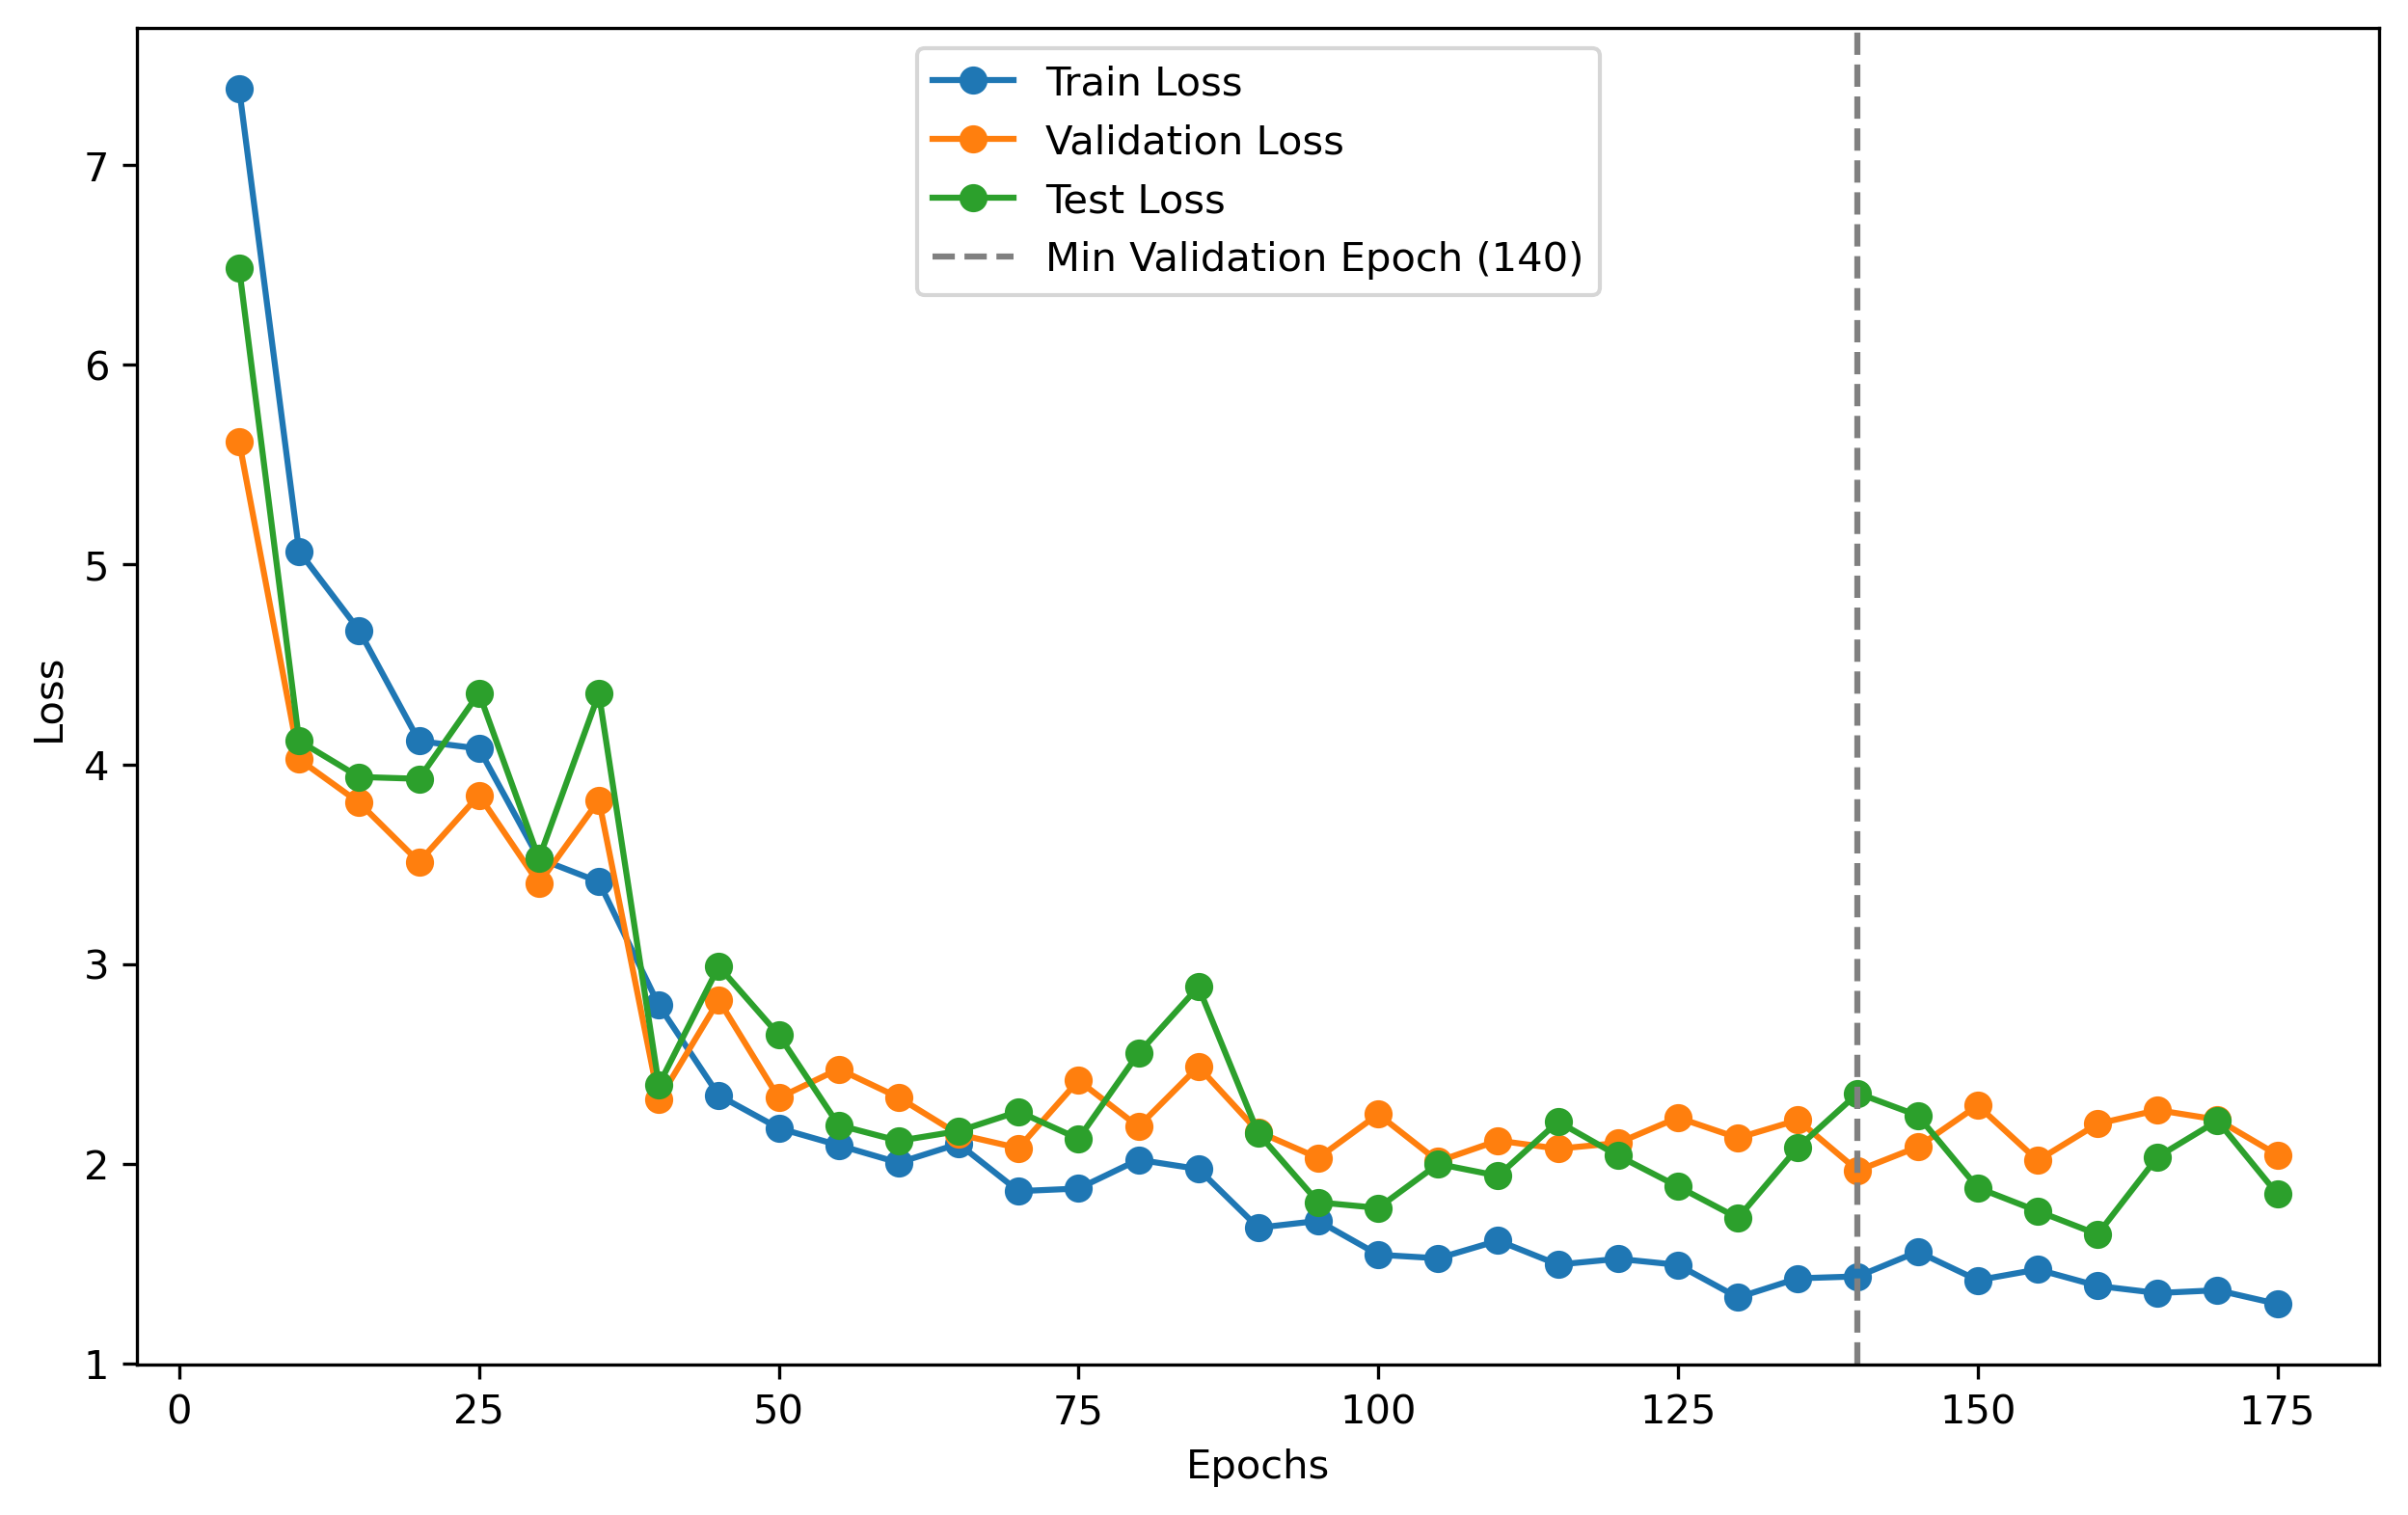 Train Loss
Validation Loss
Test Loss
Min Validation Epoch (140)
7
6
5
4
3
2
1
Loss
0 25 50 75 100 125 150 175
Epochs